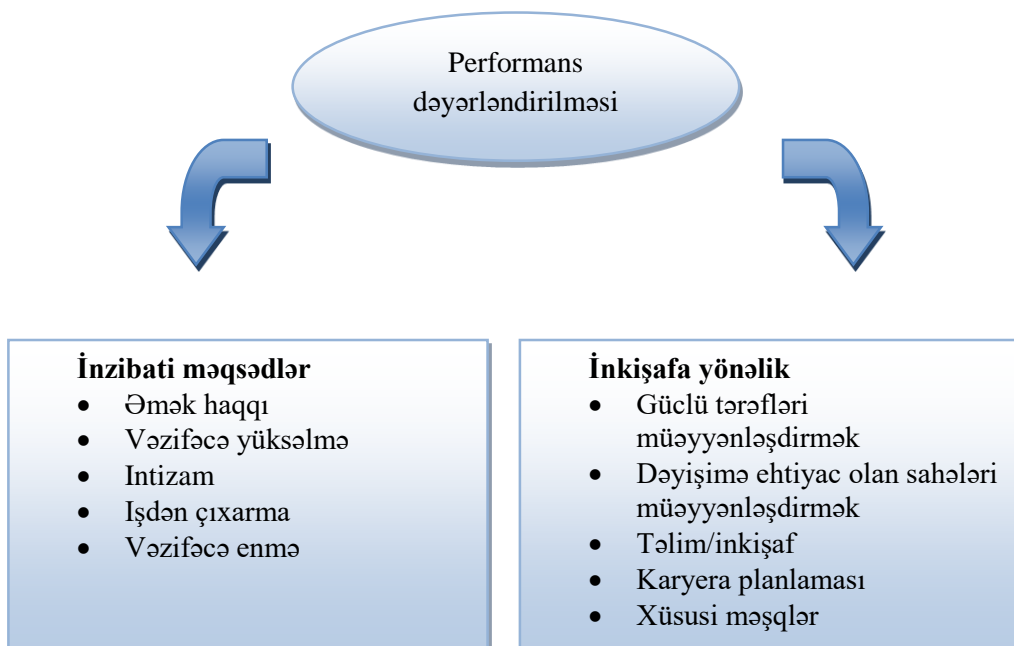 Performans
dəyərləndirilməsi
İnzibati məqsədlər
• Əmək haqqı
• Vəzifəcə yüksəlmə
• Intizam
• Işdən çıxarma
• Vəzifəcə enmə
İnkişafa yönəlik
• Güclü tərəfləri
müəyyənləşdirmək
• Dəyişimə ehtiyac olan sahələri
müəyyənləşdirmək
• Təlim/inkişaf
• Karyera planlaması
• Xüsusi məşqlər